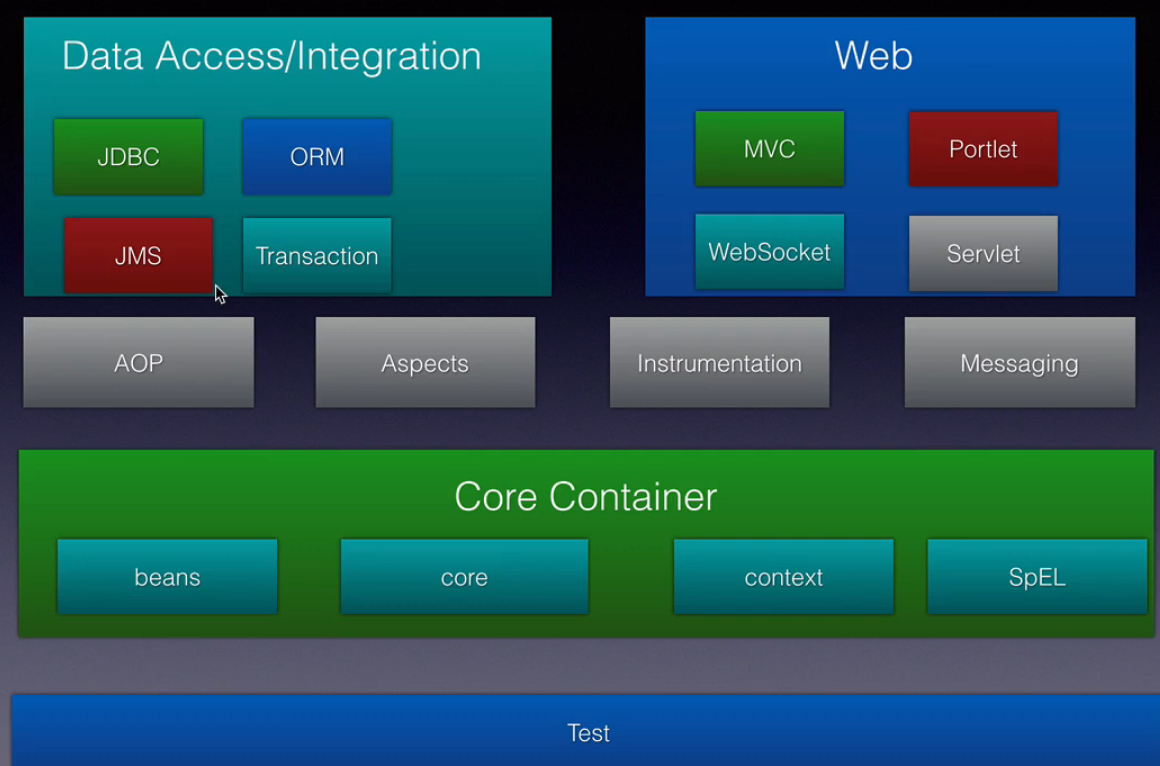 Data Access/Integration
JDBC
ORM
JMS
Transaction
Web
MVC
Portlet
WebSocket
Servlet
AOP
Aspects
Instrumentation
Messaging
Core Container
beans
core
context
SpEL
Test